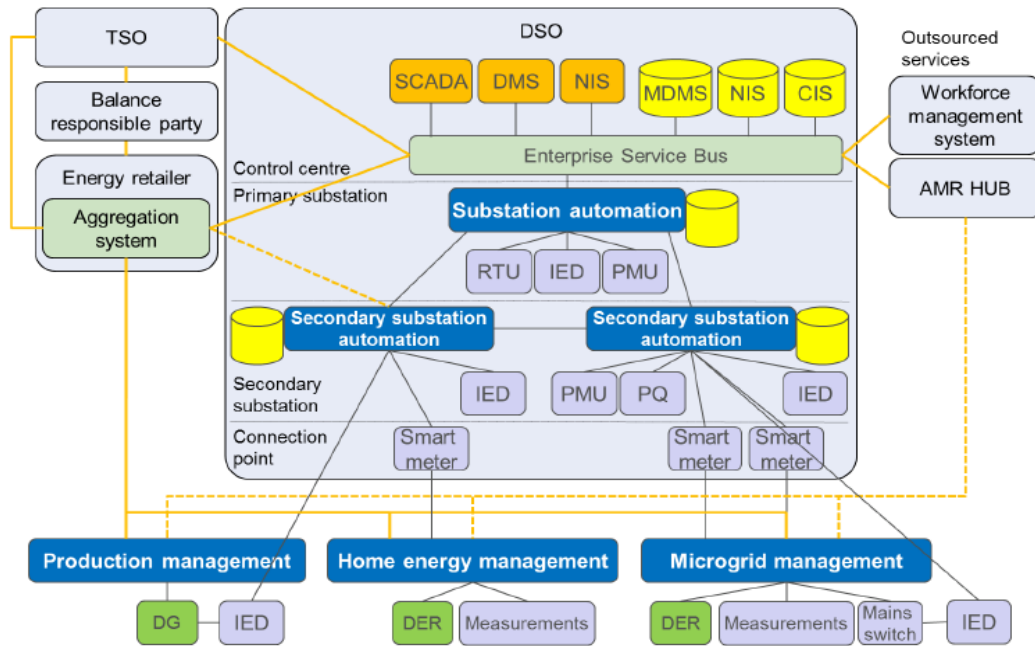 TSO
Balance
responsible party
Energy retailer
Aggregation
system
DSO
SCADA
DMS
NIS
MDMS
NIS
CIS
Enterprise Service Bus
Control centre
Primary substation
Substation automation
RTU
IED
PMU
Secondary substation
automation
Secondary substation
automation
IED
PMU
PQ
IED
Secondary
substation
Connection
point
Smart
meter
Smart
meter
Smart
meter
Outsourced
services
Workforce
management
system
AMR HUB
Production management
Home energy management
Microgrid management
DG
IED
DER
Measurements
DER
Measurements
Mains
switch
IED